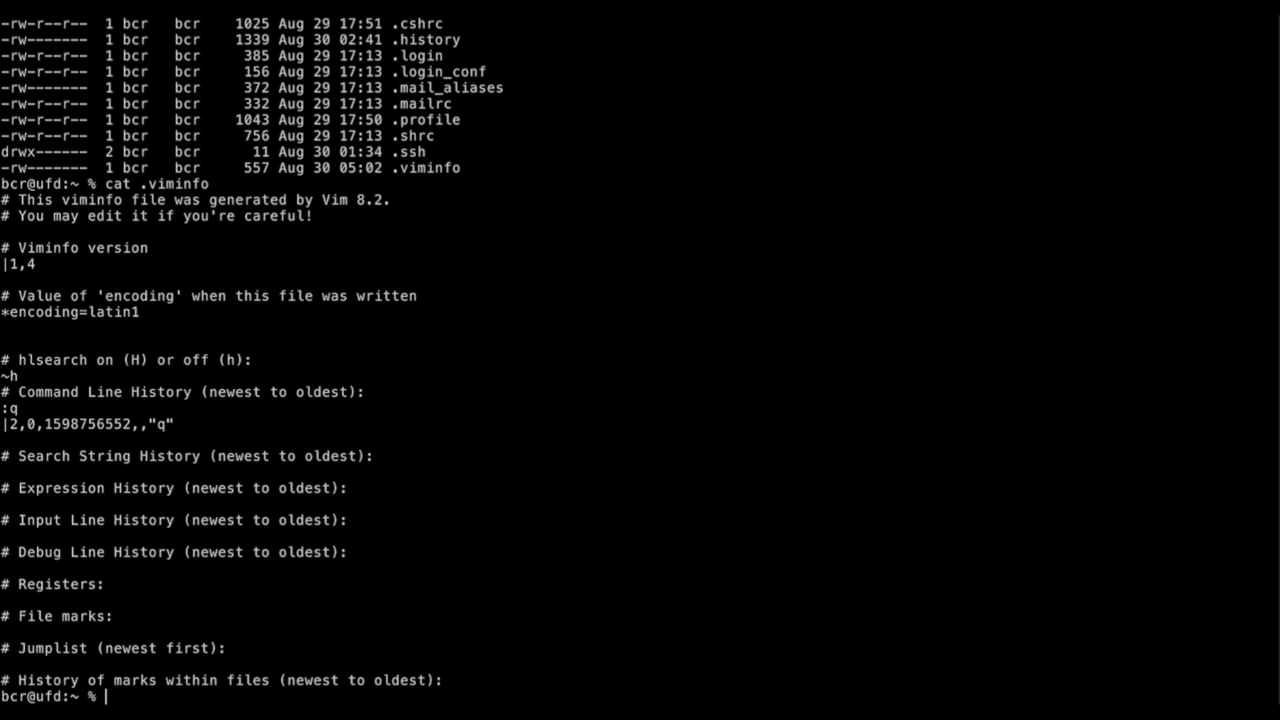 -rw-r--r--  1 bcr   bcr    1025 Aug 29 17:51 .cshrc
-rw-------  1 bcr   bcr    1339 Aug 30 02:41 .history
-rw-r--r--  1 bcr   bcr     385 Aug 29 17:13 .login
-rw-r--r--  1 bcr   bcr     156 Aug 29 17:13 .login_conf
-rw-------  1 bcr   bcr     372 Aug 29 17:13 .mail_aliases
-rw-r--r--  1 bcr   bcr     332 Aug 29 17:13 .mailrc
-rw-r--r--  1 bcr   bcr    1043 Aug 29 17:50 .profile
-rw-r--r--  1 bcr   bcr     756 Aug 29 17:13 .shrc
drwx------  2 bcr   bcr      11 Aug 30 01:34 .ssh
-rw-------  1 bcr   bcr     557 Aug 30 05:02 .viminfo
bcr@ufd:~ % cat .viminfo
# This viminfo file was generated by Vim 8.2.
# You may edit it if you're careful!
# Viminfo version
|1,4
# Value of 'encoding' when this file was written
*encoding=latin1
# hlsearch on (H) or off (h):
~h
# Command Line History (newest to oldest):
:q
|2,0,1598756552,,"q"
# Search String History (newest to oldest):
# Expression History (newest to oldest):
# Input Line History (newest to oldest):
# Debug Line History (newest to oldest):
# Registers:
# File marks:
# Jumplist (newest first):
# History of marks within files (newest to oldest):
bcr@ufd:~ %